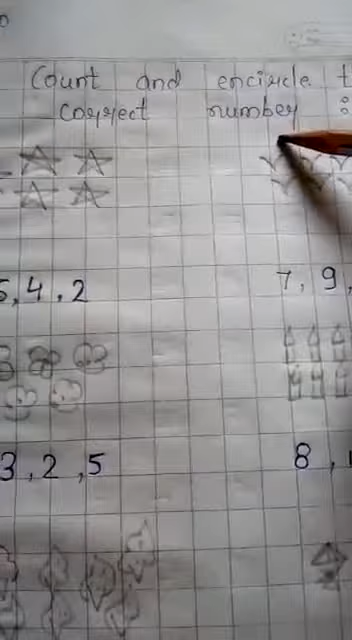 Count and encircle t
correct number :
5, 4, 2
7, 9,
3, 2, 5
8,